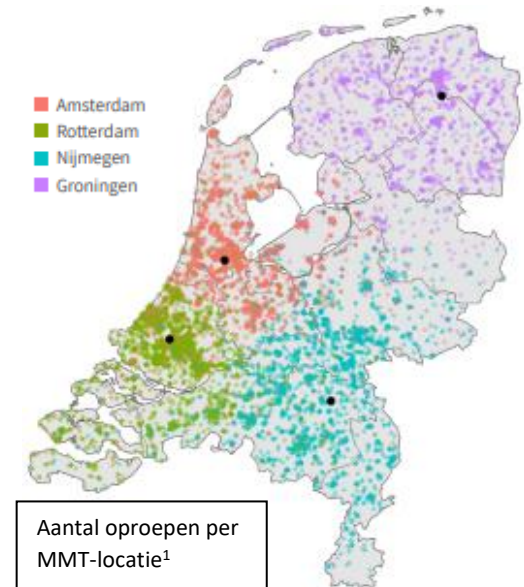 Amsterdam
Rotterdam
Nijmegen
Groningen
Aantal oproepen per
MMT-locatie¹